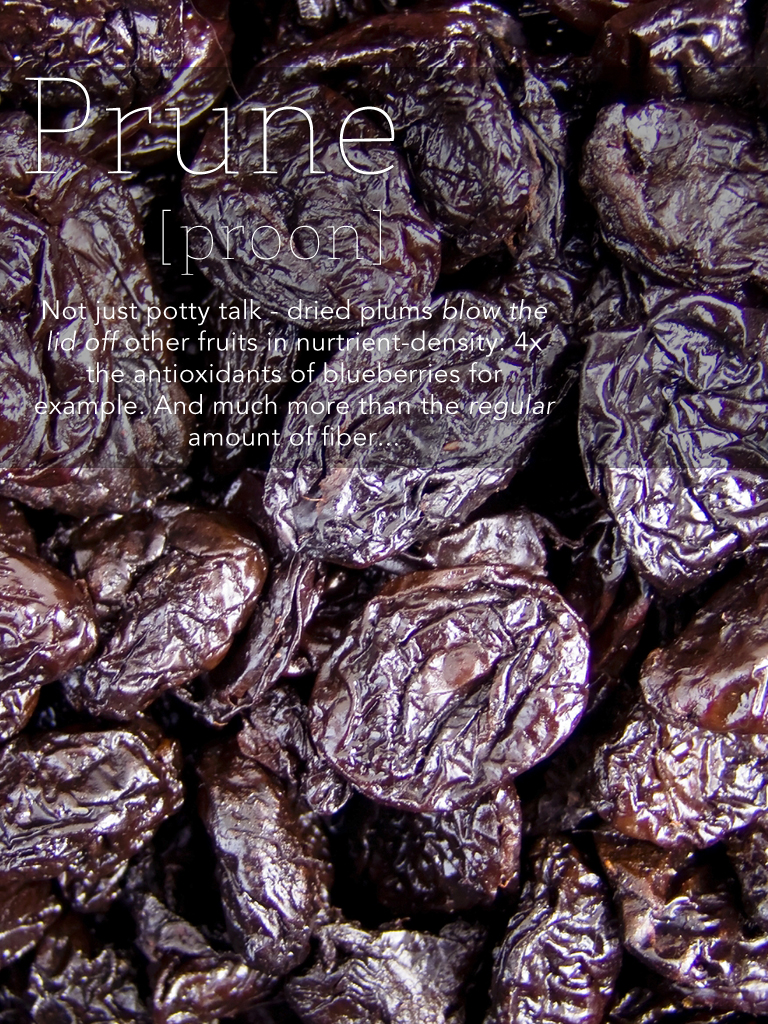 Prune
[proon]
Not just potty talk - dried plums blow the
lid off other fruits in nurtrient-density: 4x
the antioxidants of blueberries for
example. And much more than the regular
amount of fiber...